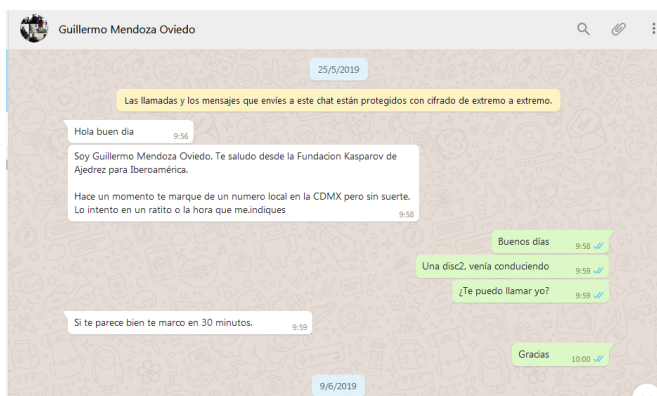 Guillermo Mendoza Oviedo
25/5/2019
Las llamadas y los mensajes que envíes a este chat están protegidos con cifrado de extremo a extremo.
Hola buen dia
9:56
Soy Guillermo Mendoza Oviedo. Te saludo desde la Fundacion Kasparov de
Ajedrez para Iberoamérica.
Hace un momento te marque de un numero local en la CDMX pero sin suerte.
Lo intento en un ratito o la hora que me.indiques
9:58
Buenos días
9:58
Una disc2, venía conduciendo
9:59
¿Te puedo llamar yo?
9:59
Si te parece bien te marco en 30 minutos.
9:59
Gracias
10:00
9/6/2019